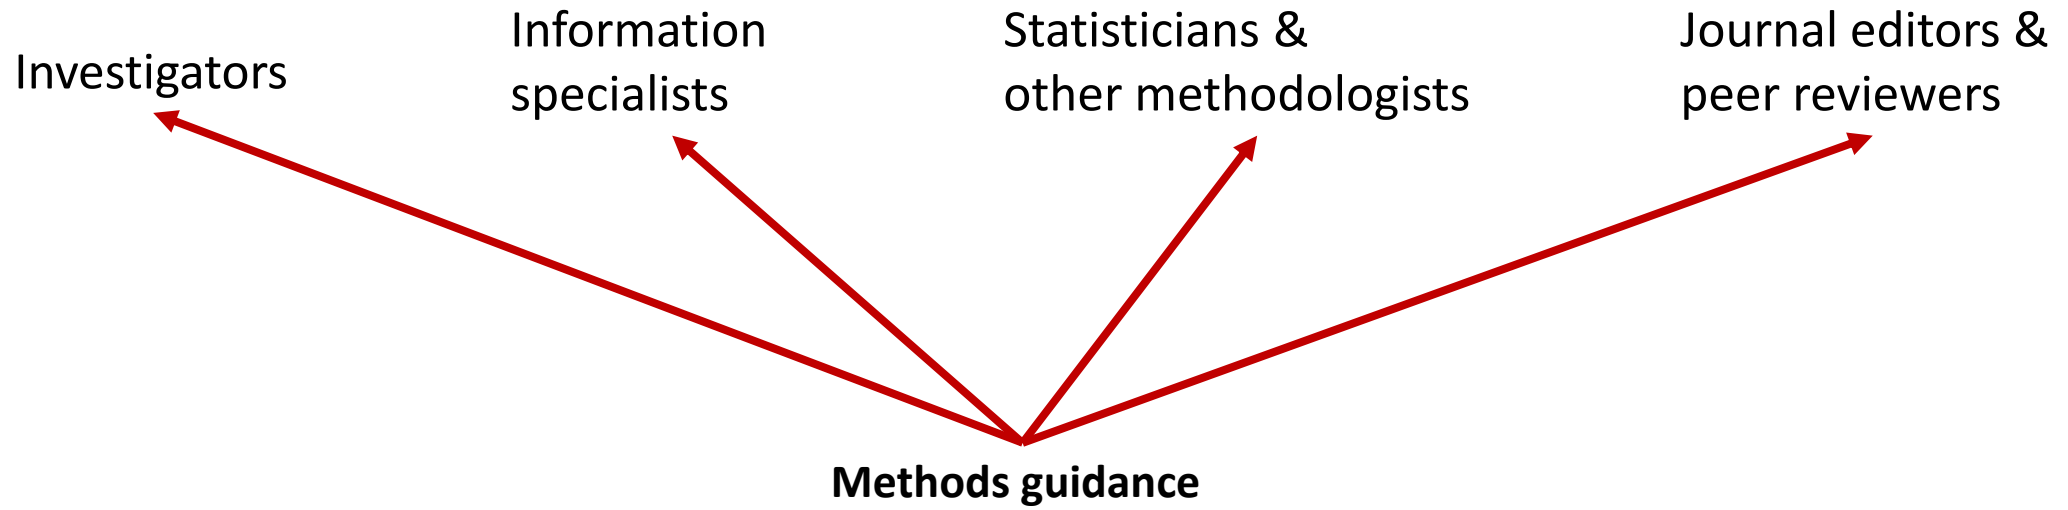 Investigators
Information
specialists
Statisticians &
other methodologists
Journal editors &
peer reviewers
Methods guidance